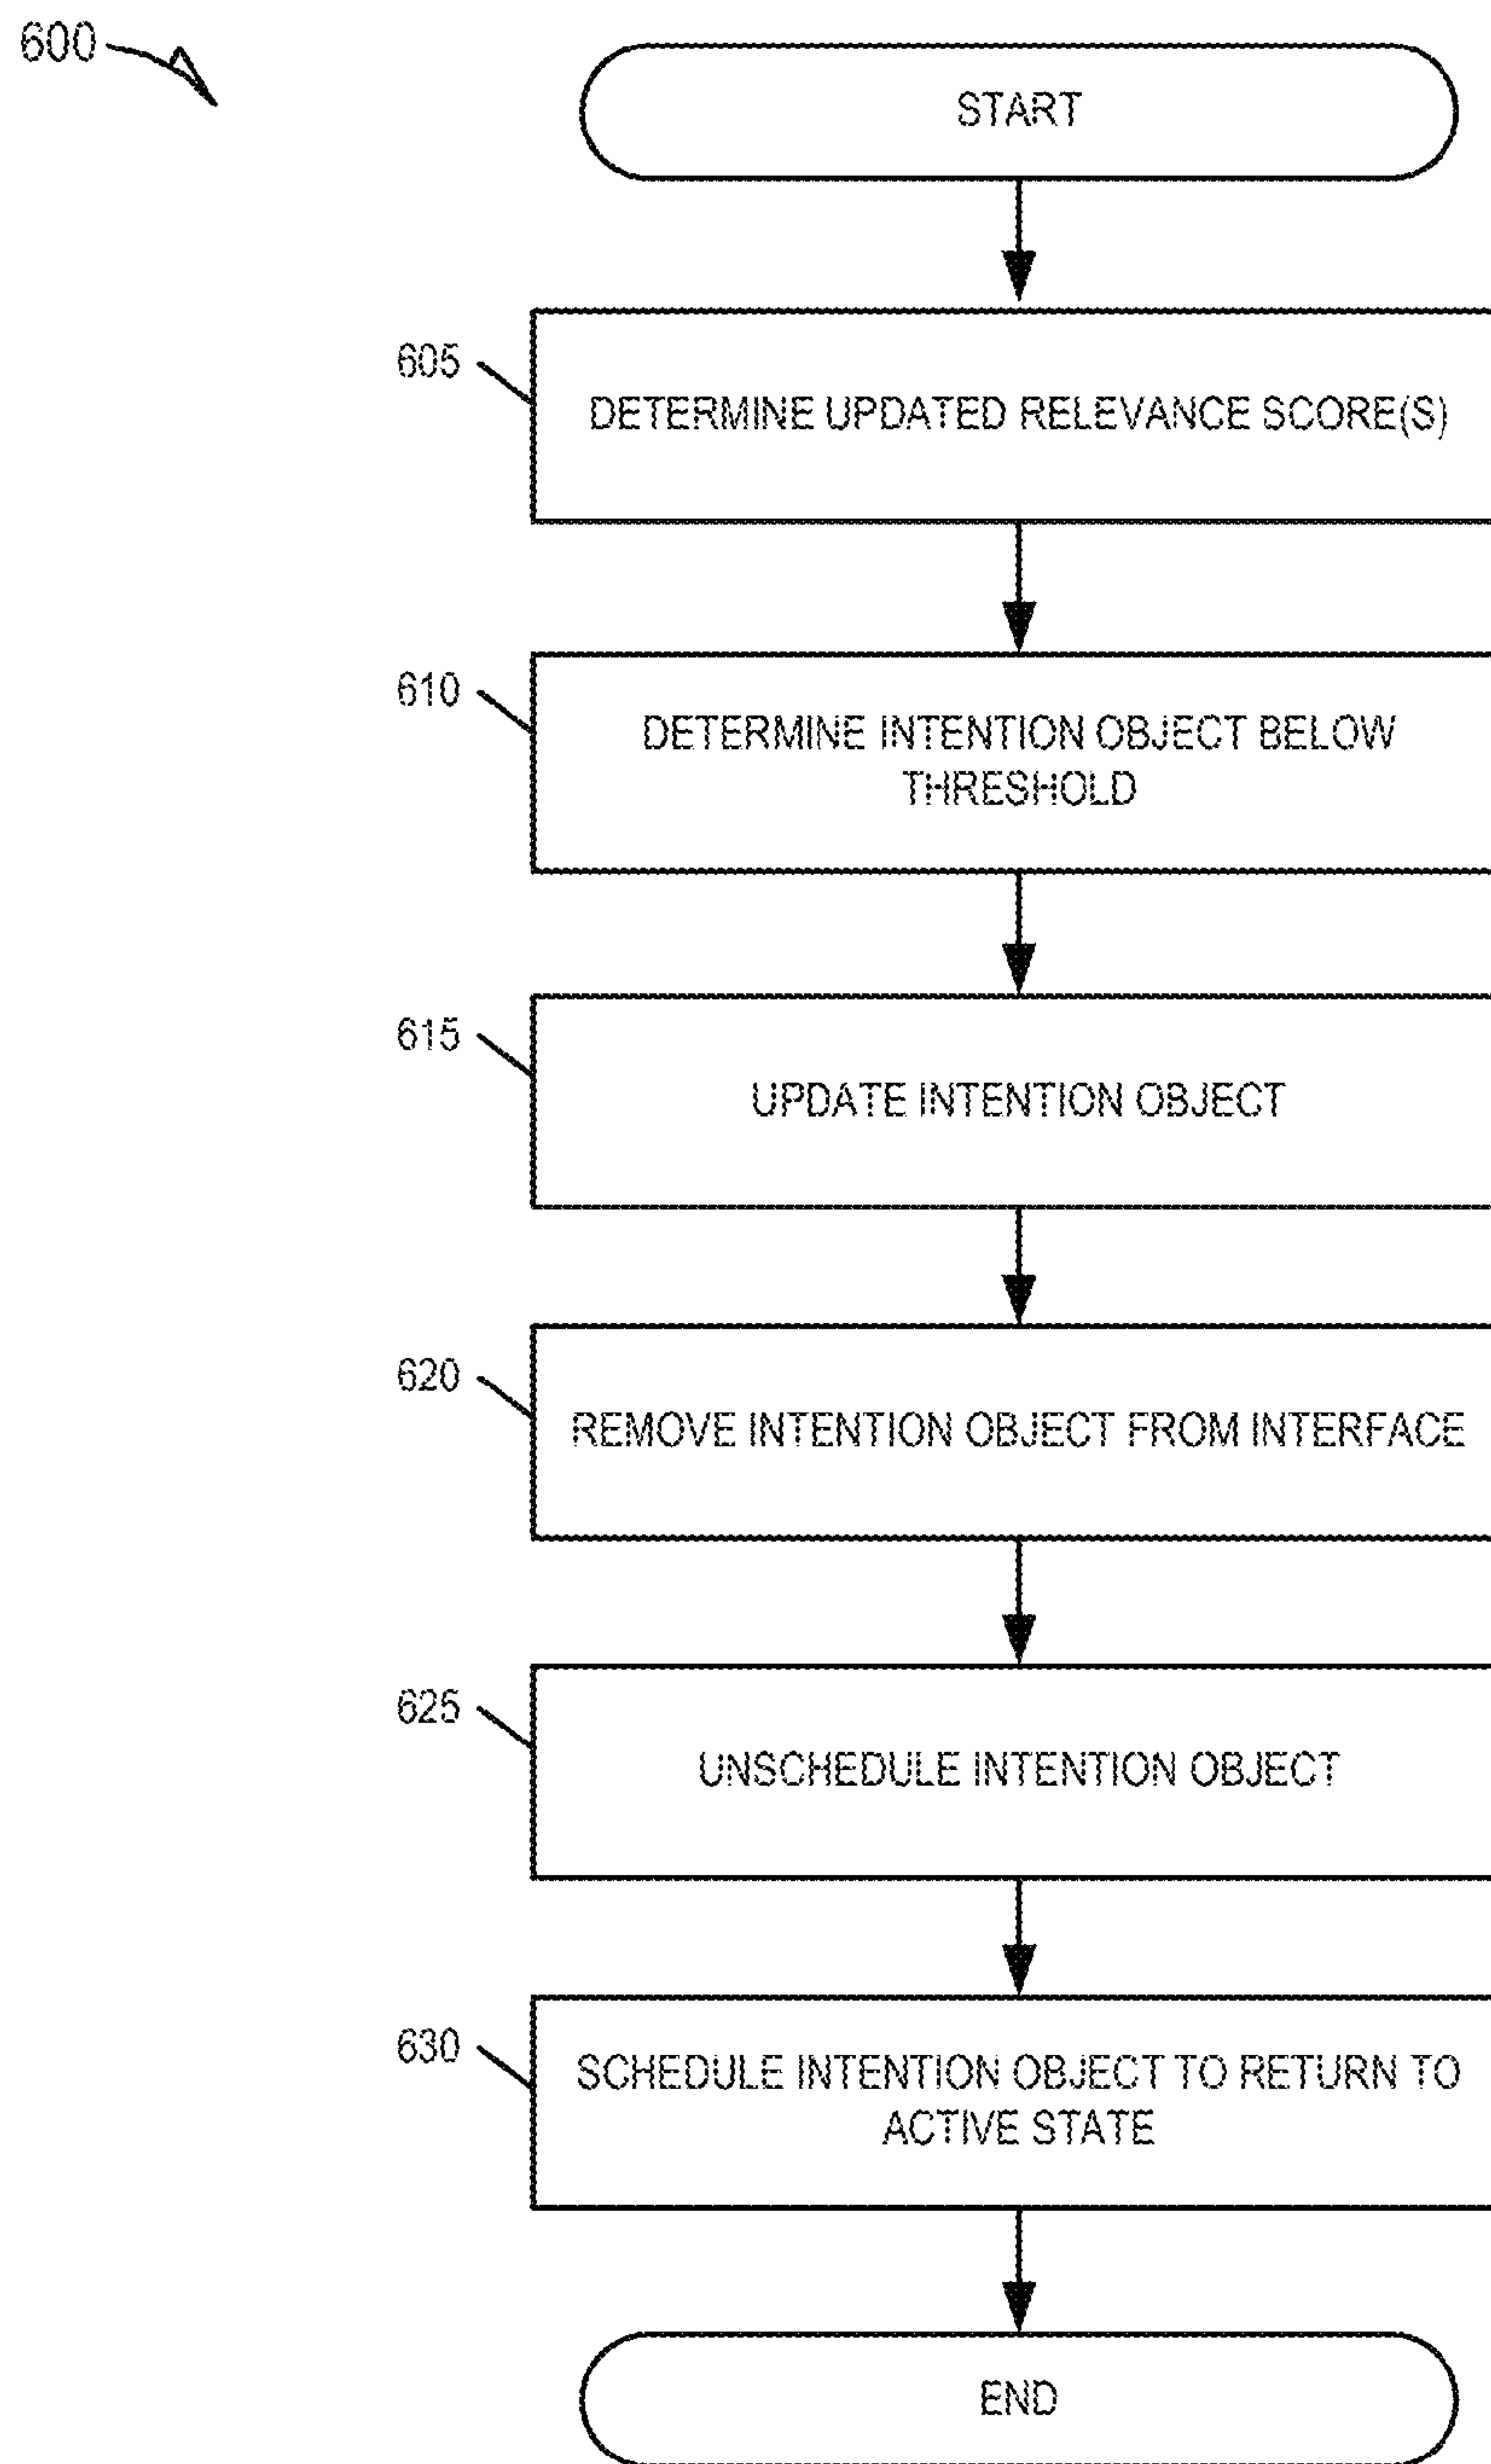 600
START
605
DETERMINE UPDATED RELEVANCE SCORE(S)
610
DETERMINE INTENTION OBJECT BELOW
THRESHOLD
615
UPDATE INTENTION OBJECT
620
REMOVE INTENTION OBJECT FROM INTERFACE
625
UNSCHEDULE INTENTION OBJECT
630
SCHEDULE INTENTION OBJECT TO RETURN TO
ACTIVE STATE
END